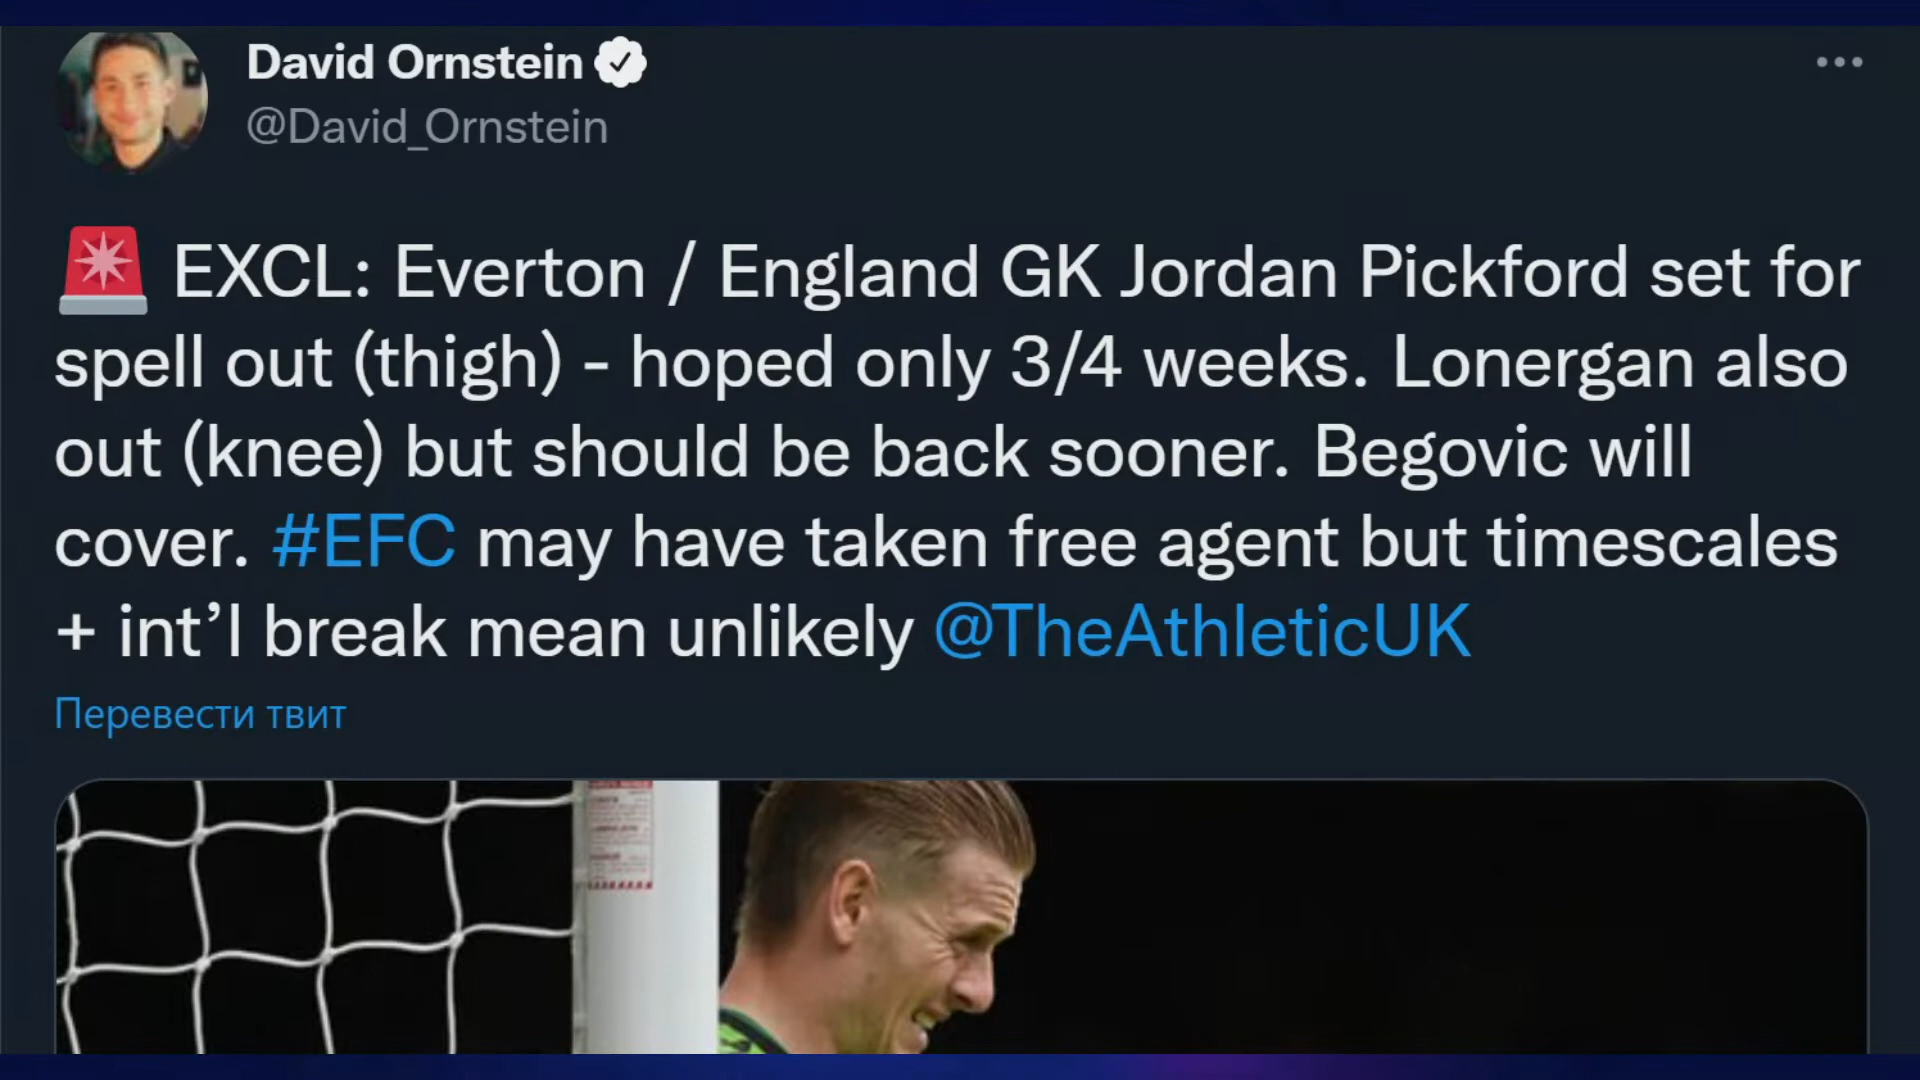 David Ornstein
@David_Ornstein
🚨 EXCL: Everton / England GK Jordan Pickford set for
spell out (thigh) - hoped only 3/4 weeks. Lonergan also
out (knee) but should be back sooner. Begovic will
cover. #EFC may have taken free agent but timescales
+ int’l break mean unlikely @TheAthleticUK
Перевести твит